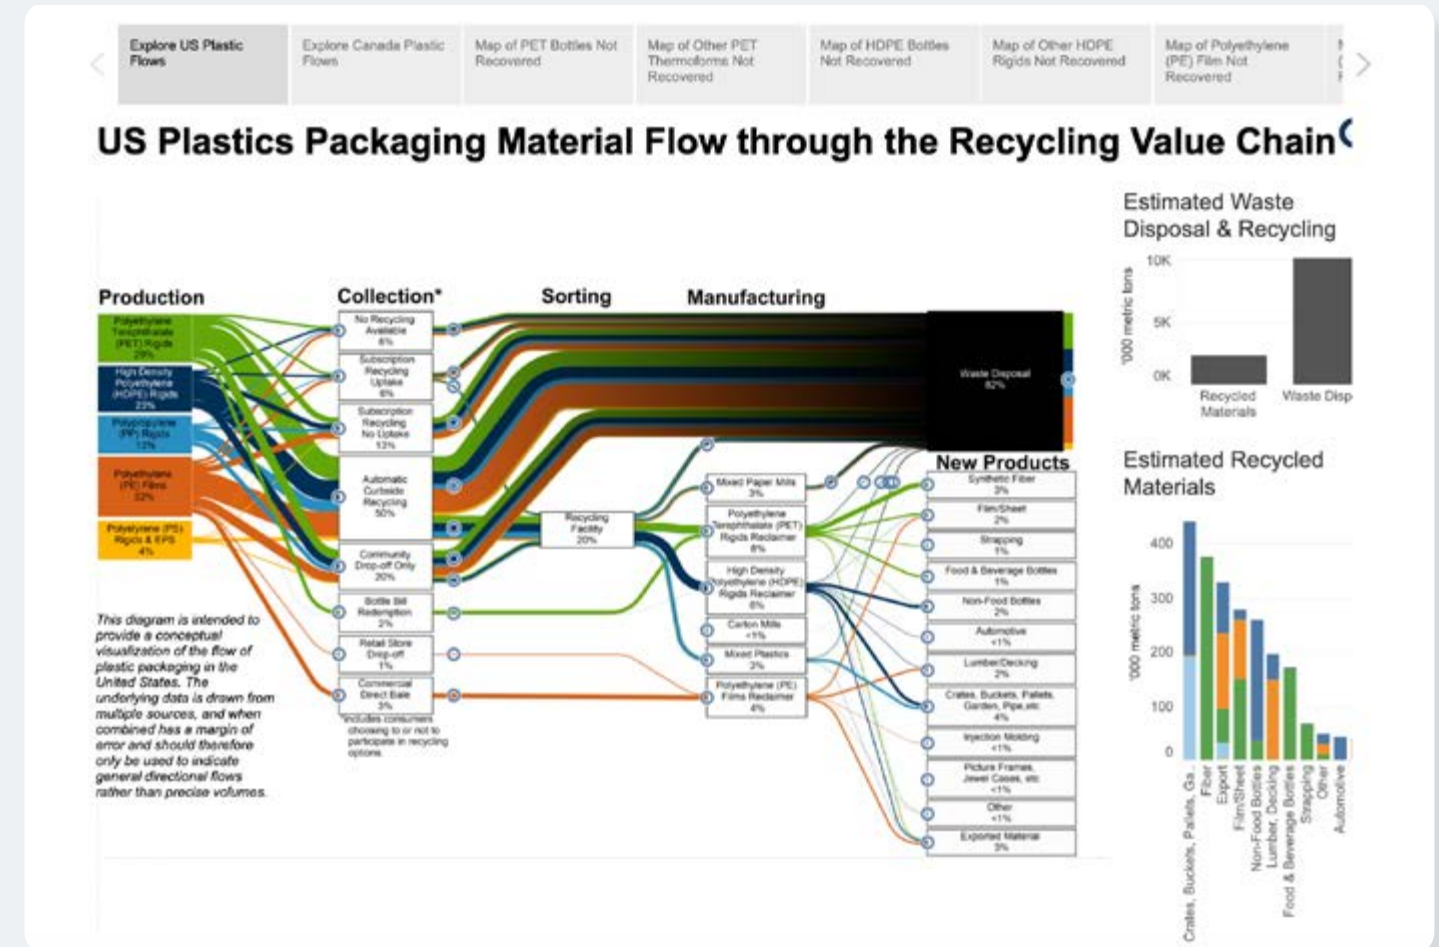 Explore US Plastic
Flows
Explore Canada Plastic
Flows
Map of PET Bottles Not
Recovered
Map of Other PET
Thermoforms Not
Recovered
Map of HDPE Bottles
Not Recovered
Map of Other HDPE
Rigids Not Recovered
Map of Polyethylene
(PE) Film Not
Recovered
US Plastics Packaging Material Flow through the Recycling Value Chain
Production
Collection*
Sorting
Manufacturing
Polyethylene
Terephthalate
(PET) Rigids
29%
High Density
Polyethylene
(HDPE) Rigids
23%
Polypropylene
(PP) Rigids
12%
Polyethylene
(PE) Films
32%
Polystyrene (PS)
Rigids & EPS
4%
No Recycling
Available
6%
Subscription
Recycling
Uptake
6%
Subscription
Recycling
No Uptake
13%
Automatic
Curbside
Recycling
50%
Community
Drop-off Only
20%
Bottle Bill
Redemption
2%
Retail Store
Drop-off
1%
Commercial
Direct Bale
3%
*Includes consumers
choosing to or not to
participate in recycling
options.
Recycling
Facility
20%
Mixed Paper Mills
3%
Polyethylene
Terephthalate (PET)
Rigids Reclaimer
8%
High Density
Polyethylene (HDPE)
Rigids Reclaimer
6%
Carton Mills
<1%
Mixed Plastics
3%
Polyethylene (PE)
Films Reclaimer
4%
Waste Disposal
82%
New Products
Synthetic Fiber
3%
Film/Sheet
2%
Strapping
1%
Food & Beverage Bottles
1%
Non-Food Bottles
2%
Automotive
<1%
Lumber/Decking
2%
Crates, Buckets, Pallets,
Garden, Pipe,etc
4%
Injection Molding
<1%
Picture Frames,
Jewel Cases, etc
<1%
Other
<1%
Exported Material
3%
This diagram is intended to
provide a conceptual
visualization of the flow of
plastic packaging in the
United States. The
underlying data is drawn from
multiple sources, and when
combined has a margin of
error and should therefore
only be used to indicate
general directional flows
rather than precise volumes.
Estimated Waste
Disposal & Recycling
'000 metric tons
10K
5K
0K
Recycled
Materials
Waste Disp
Estimated Recycled
Materials
'000 metric tons
400
300
200
100
0
Crates, Buckets, Pallets, Ga..
Fiber
Export
Film/Sheet
Non-Food Bottles
Lumber, Decking
Food & Beverage Bottles
Strapping
Other
Automotive